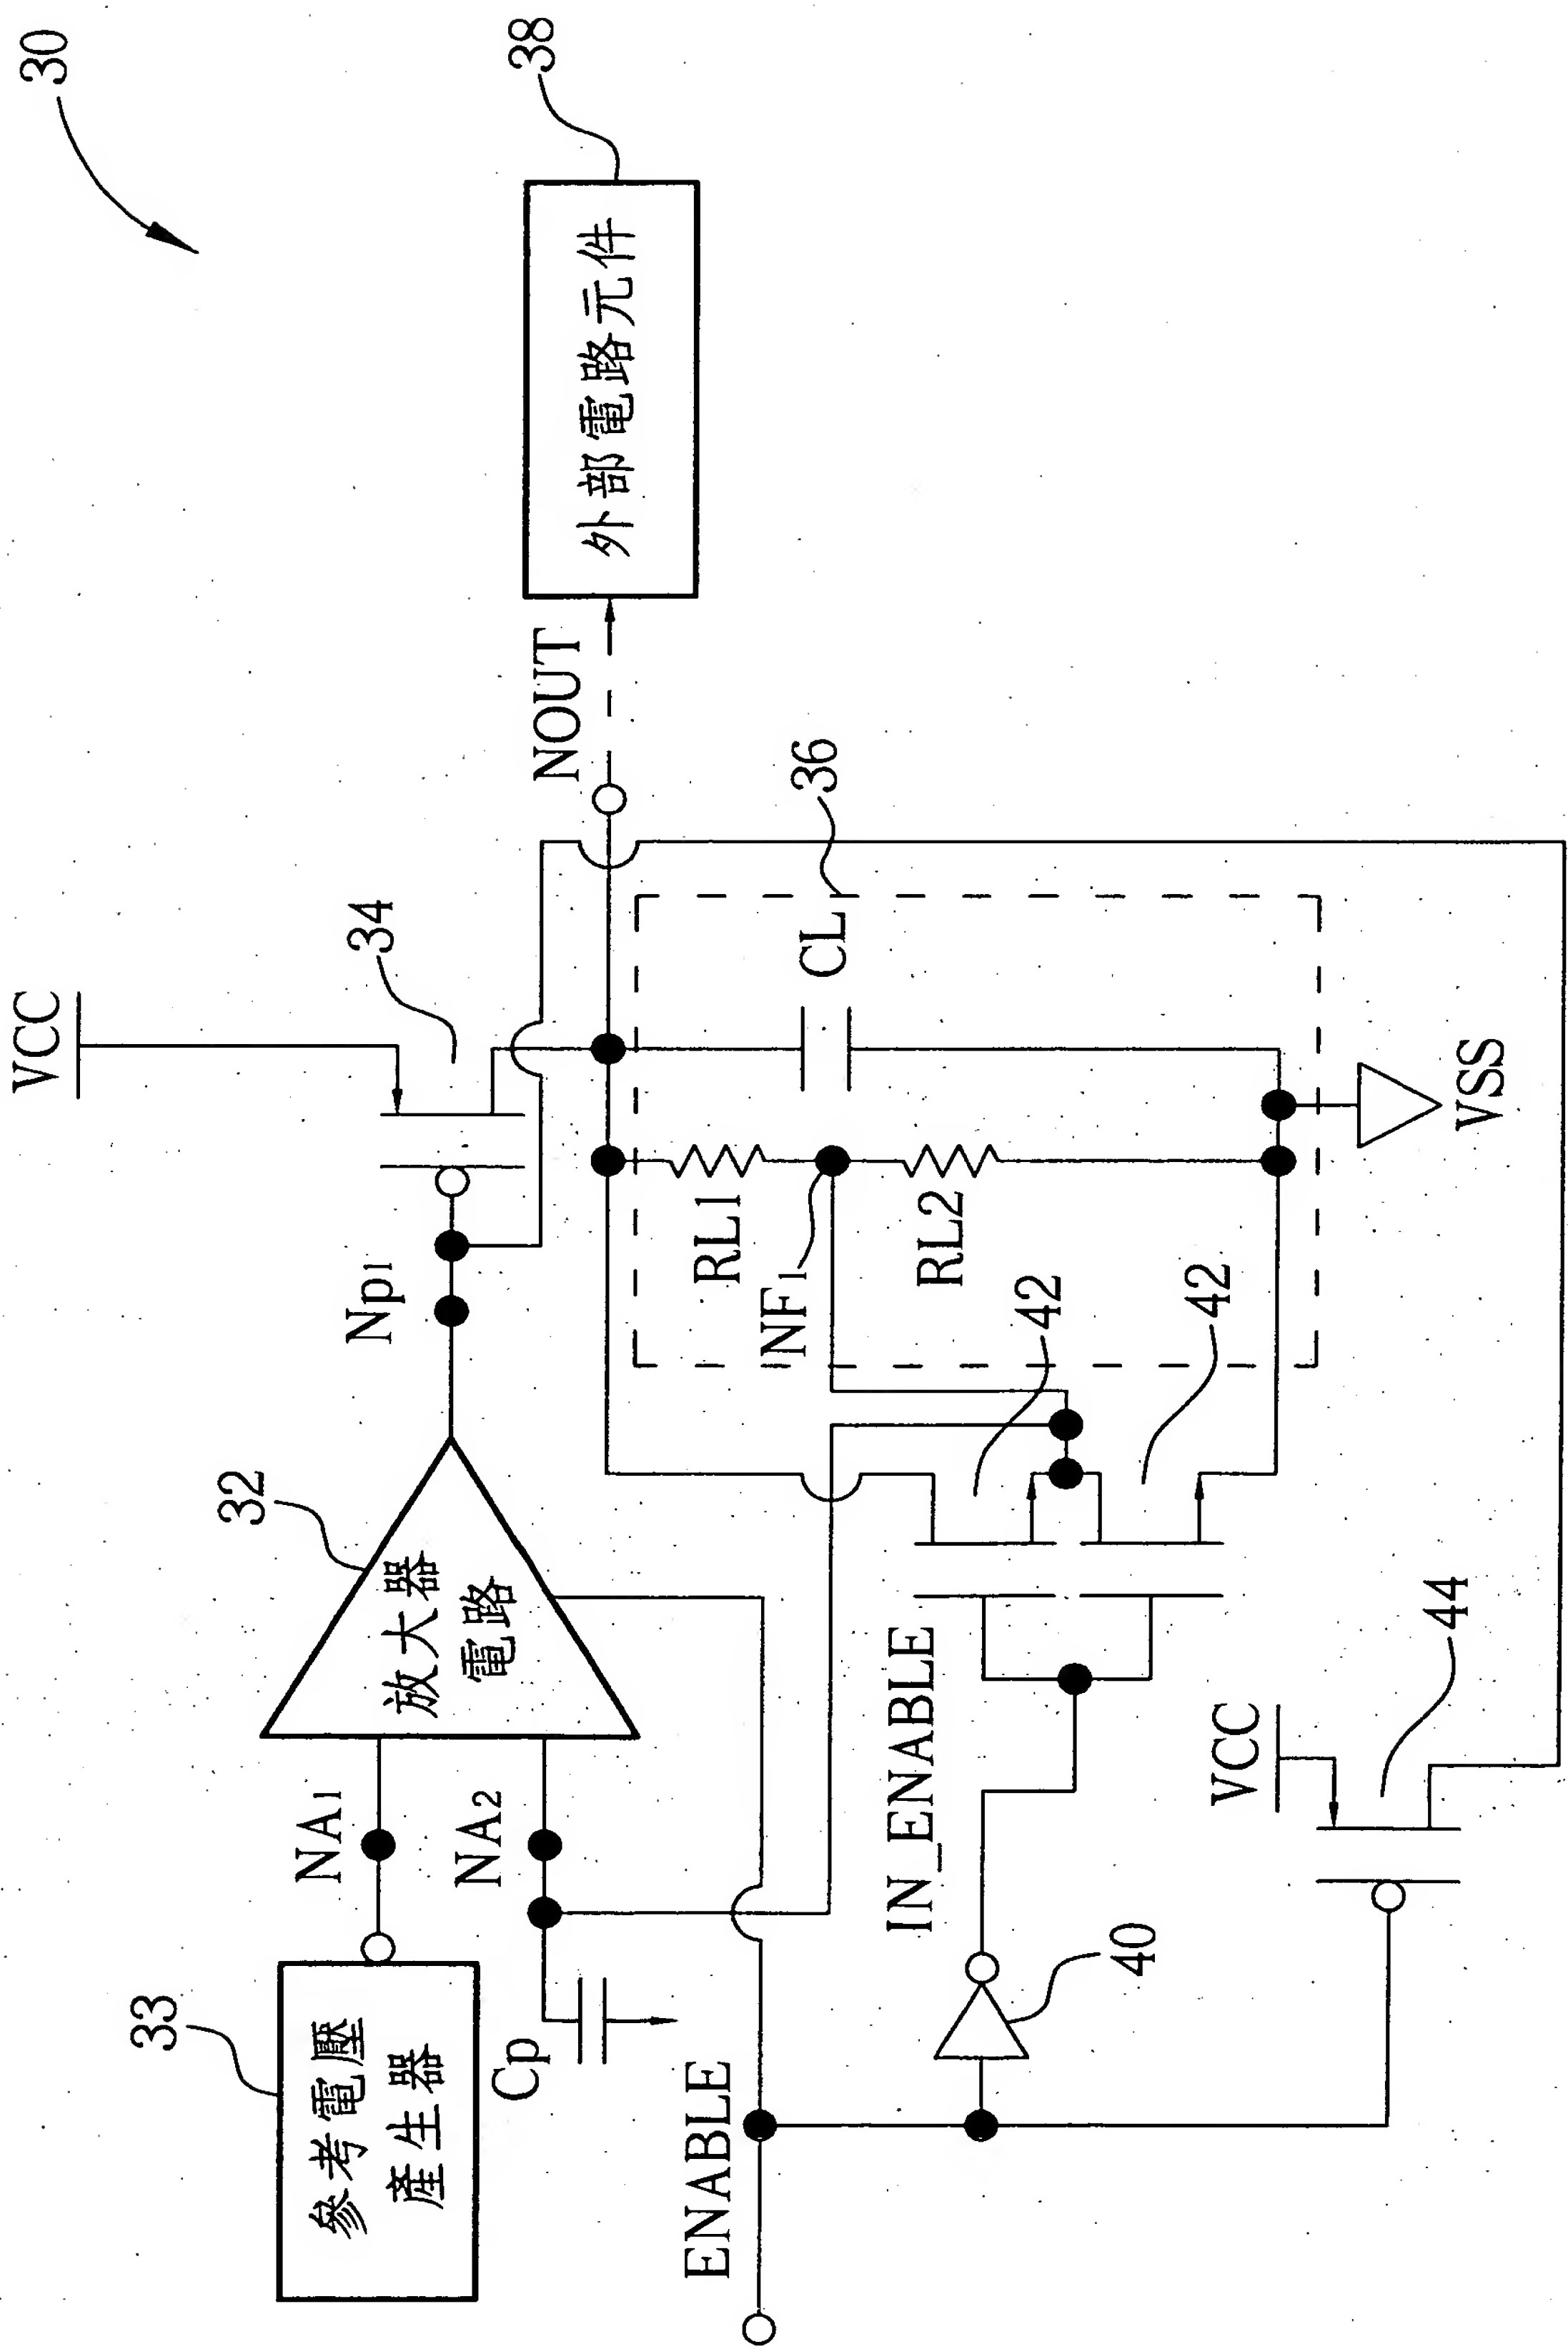 30
VCC
34
38
外部電路元件
NOUT
32
Np1
放大器
電路
33
參考電壓
產生器
NA1
NA2
Cp
36
CL
RL1
NF1
RL2
42
42
VSS
ENABLE
IN_ENABLE
40
VCC
44